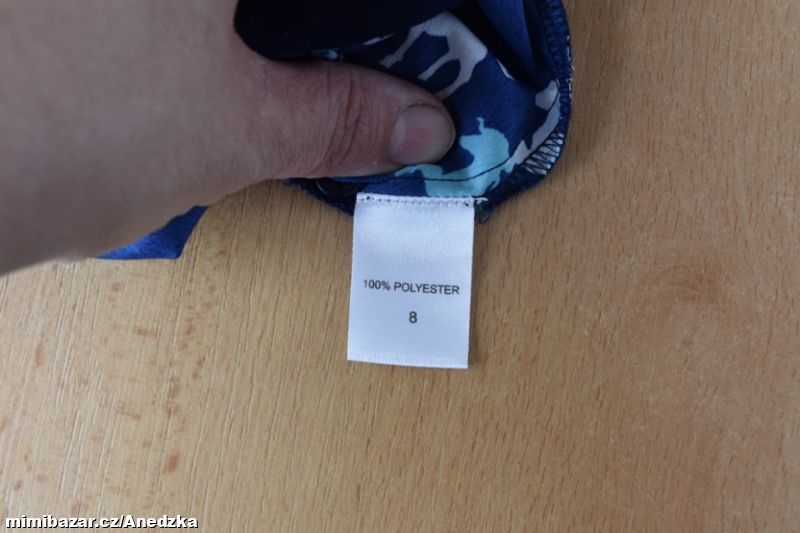 100% POLYESTER
8
mimibazar.cz/Anedzka